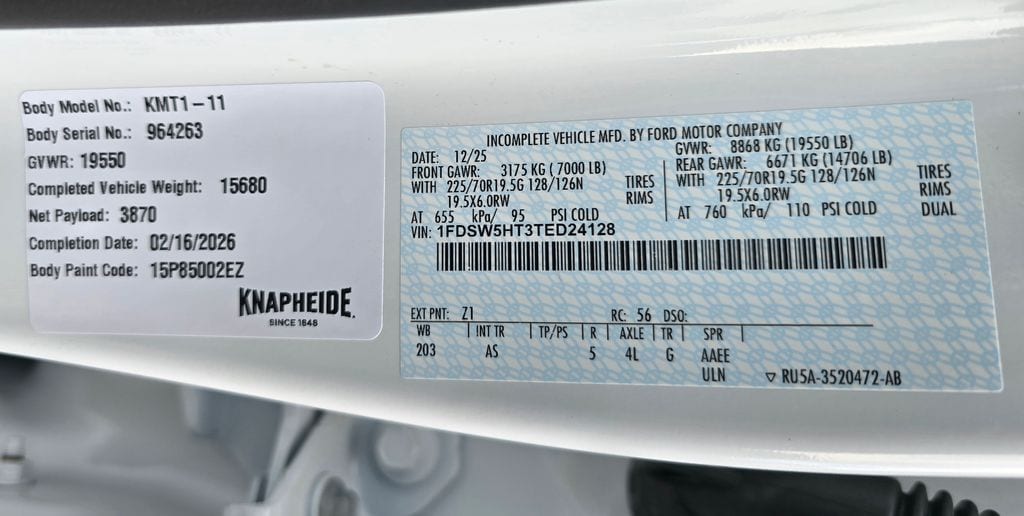 Body Model No.: KMT1-11
Body Serial No.: 964263
GVWR: 19550
Completed Vehicle Weight: 15680
Net Payload: 3870
Completion Date: 02/16/2026
Body Paint Code: 15P85002EZ
KNAPHEIDE.
SINCE 1848
INCOMPLETE VEHICLE MFD. BY FORD MOTOR COMPANY
DATE: 12/25
FRONT GAWR: 3175 KG (7000 LB)
WITH 225/70R19.5G 128/126N TIRES
19.5X6.0RW RIMS
AT 655 kPa/ 95 PSI COLD
GVWR: 8868 KG (19550 LB)
REAR GAWR: 6671 KG (14706 LB)
WITH 225/70R19.5G 128/126N TIRES
19.5X6.0RW RIMS
AT 760 kPa/ 110 PSI COLD DUAL
VIN: 1FDSW5HT3TED24128
EXT PNT: Z1 RC: 56 DSO:
WB INT TR TP/PS R AXLE TR SPR
203 AS 5 4L G AAEE
ULN ▽ RU5A-3520472-AB